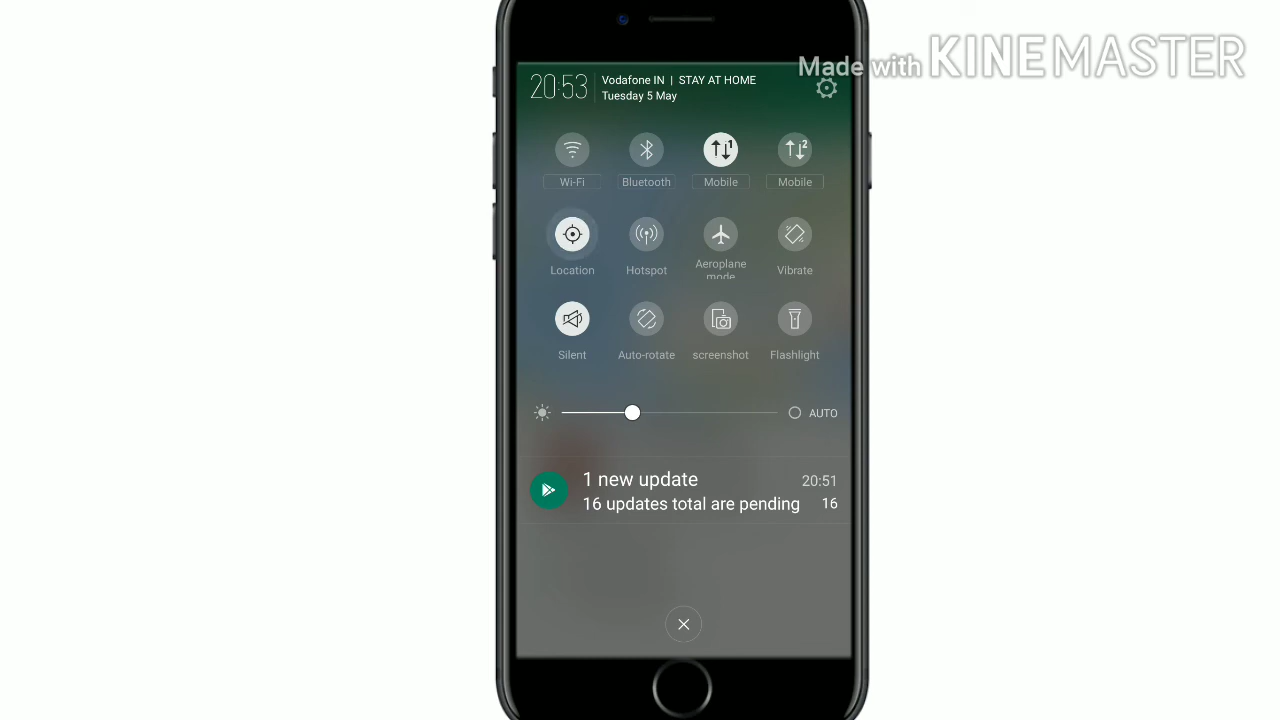 Made with KINEMASTER
20:53
Vodafone IN | STAY AT HOME
Tuesday 5 May
1
2
Wi-Fi
Bluetooth
Mobile
Mobile
Location
Hotspot
Aeroplane
mode
Vibrate
Silent
Auto-rotate
screenshot
Flashlight
AUTO
1 new update
20:51
16 updates total are pending
16